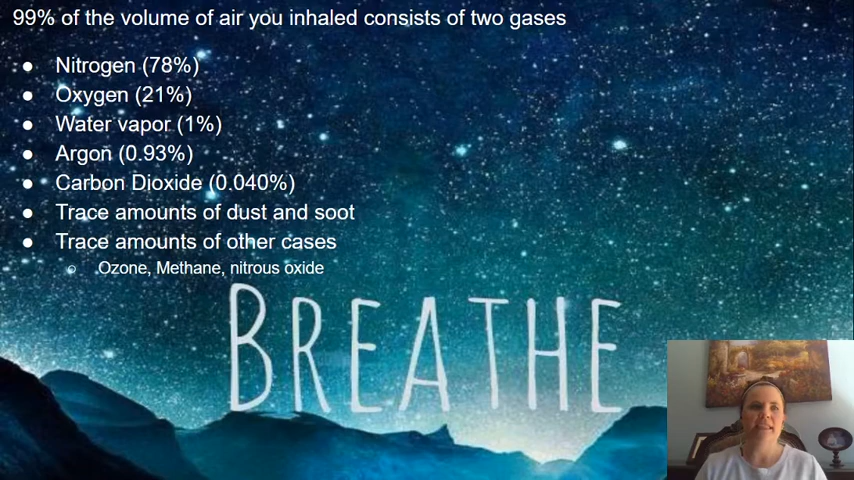 99% of the volume of air you inhaled consists of two gases
● Nitrogen (78%)
● Oxygen (21%)
● Water vapor (1%)
● Argon (0.93%)
● Carbon Dioxide (0.040%)
● Trace amounts of dust and soot
● Trace amounts of other cases
○ Ozone, Methane, nitrous oxide
BREATHE